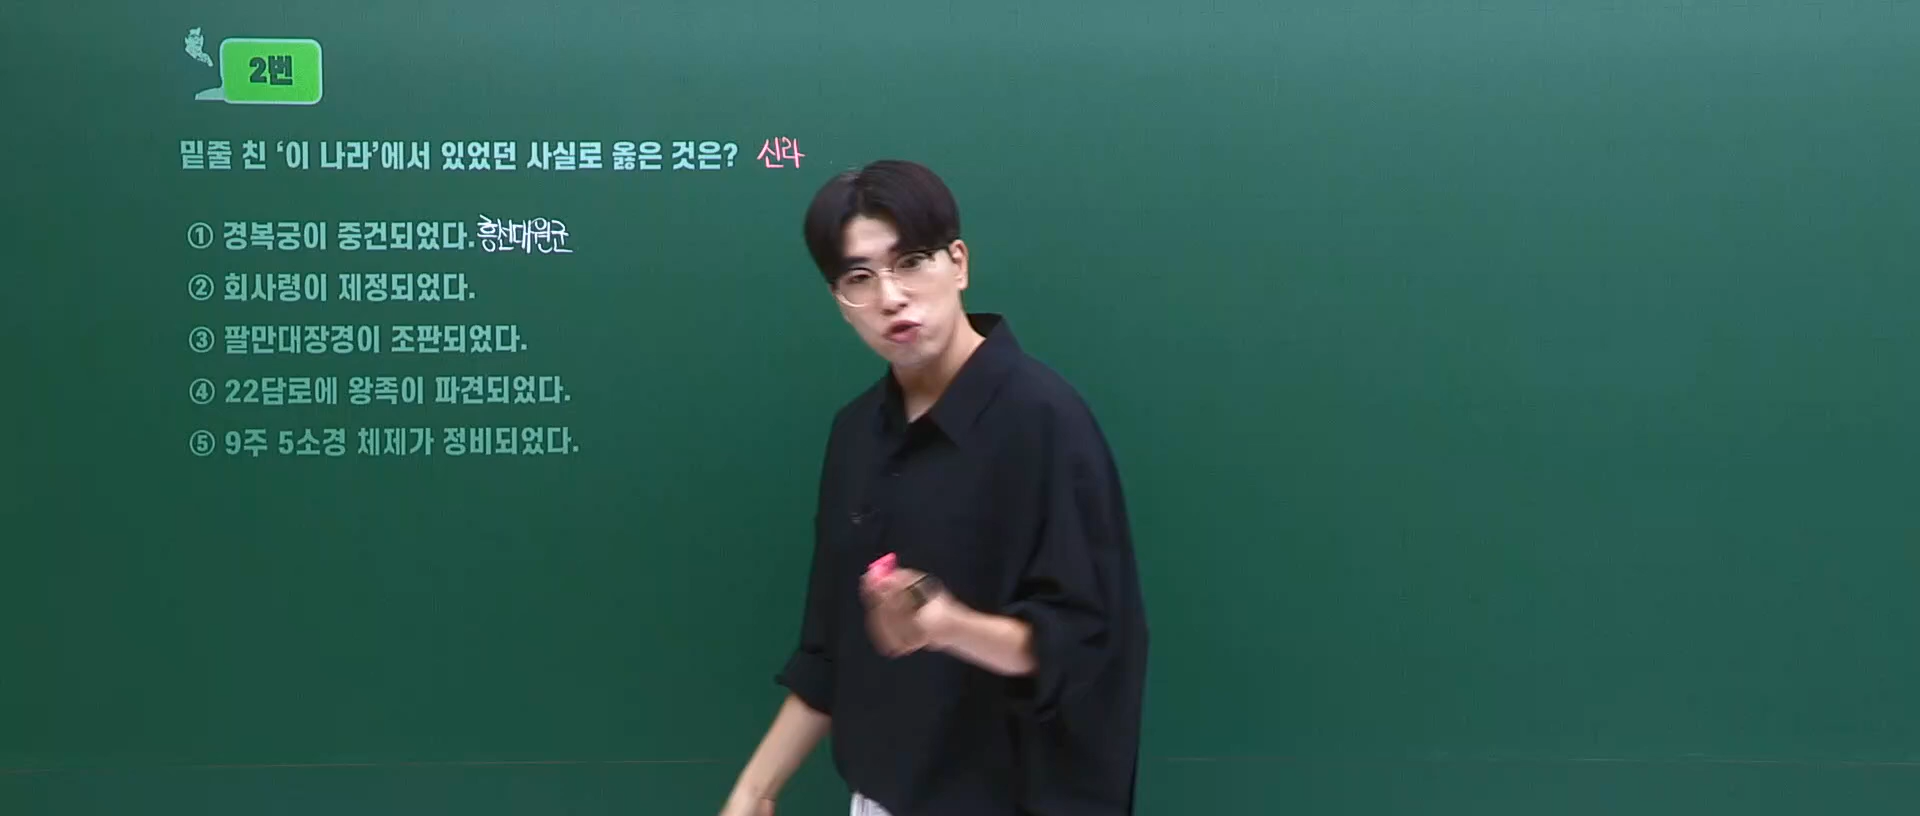 2번
밑줄 친 ‘이 나라’에서 있었던 사실로 옳은 것은? 신라
① 경복궁이 중건되었다. 흥선대원군
② 회사령이 제정되었다.
③ 팔만대장경이 조판되었다.
④ 22담로에 왕족이 파견되었다.
⑤ 9주 5소경 체제가 정비되었다.